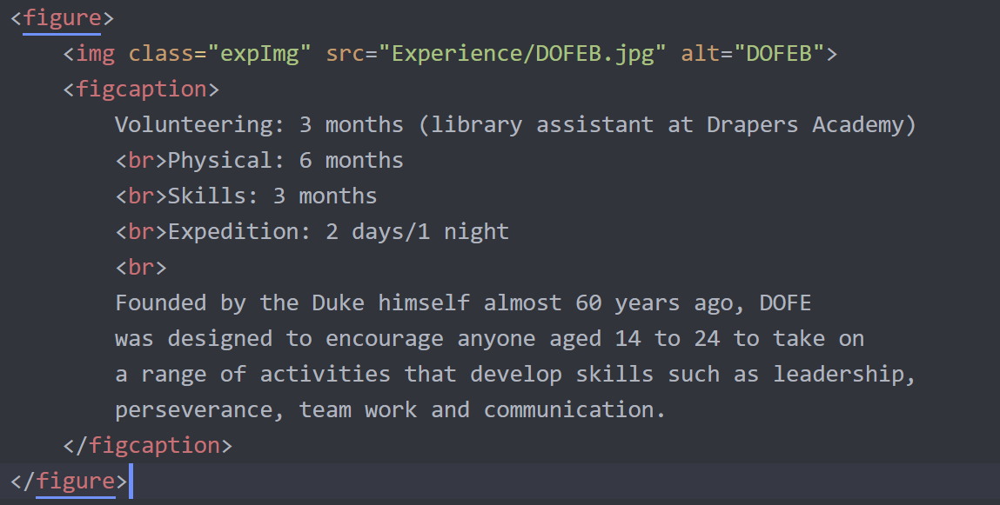 <figure>
    <img class="expImg" src="Experience/DOFEB.jpg" alt="DOFEB">
    <figcaption>
        Volunteering: 3 months (library assistant at Drapers Academy)
        <br>Physical: 6 months
        <br>Skills: 3 months
        <br>Expedition: 2 days/1 night
        <br>
        Founded by the Duke himself almost 60 years ago, DOFE
        was designed to encourage anyone aged 14 to 24 to take on
        a range of activities that develop skills such as leadership,
        perseverance, team work and communication.
    </figcaption>
</figure>